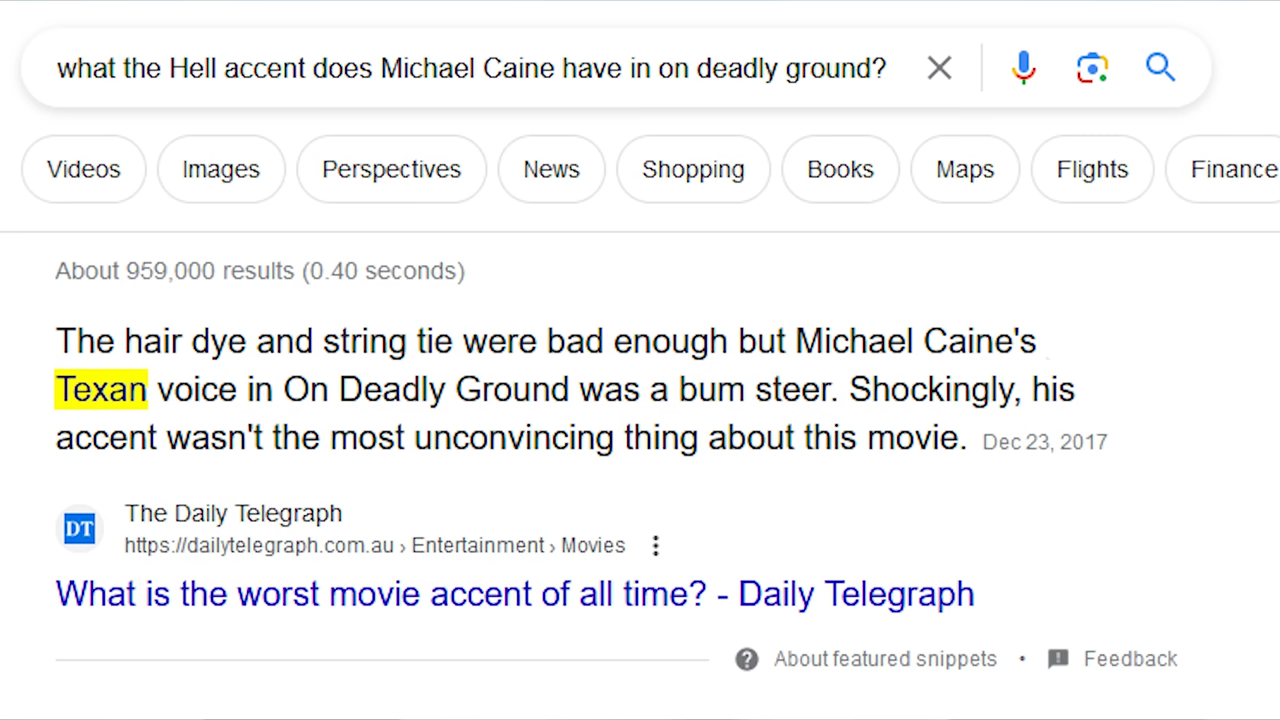 what the Hell accent does Michael Caine have in on deadly ground?
Videos
Images
Perspectives
News
Shopping
Books
Maps
Flights
Finance
About 959,000 results (0.40 seconds)
The hair dye and string tie were bad enough but Michael Caine's
Texan voice in On Deadly Ground was a bum steer. Shockingly, his
accent wasn't the most unconvincing thing about this movie. Dec 23, 2017
DT
The Daily Telegraph
https://dailytelegraph.com.au › Entertainment › Movies
What is the worst movie accent of all time? - Daily Telegraph
About featured snippets • Feedback